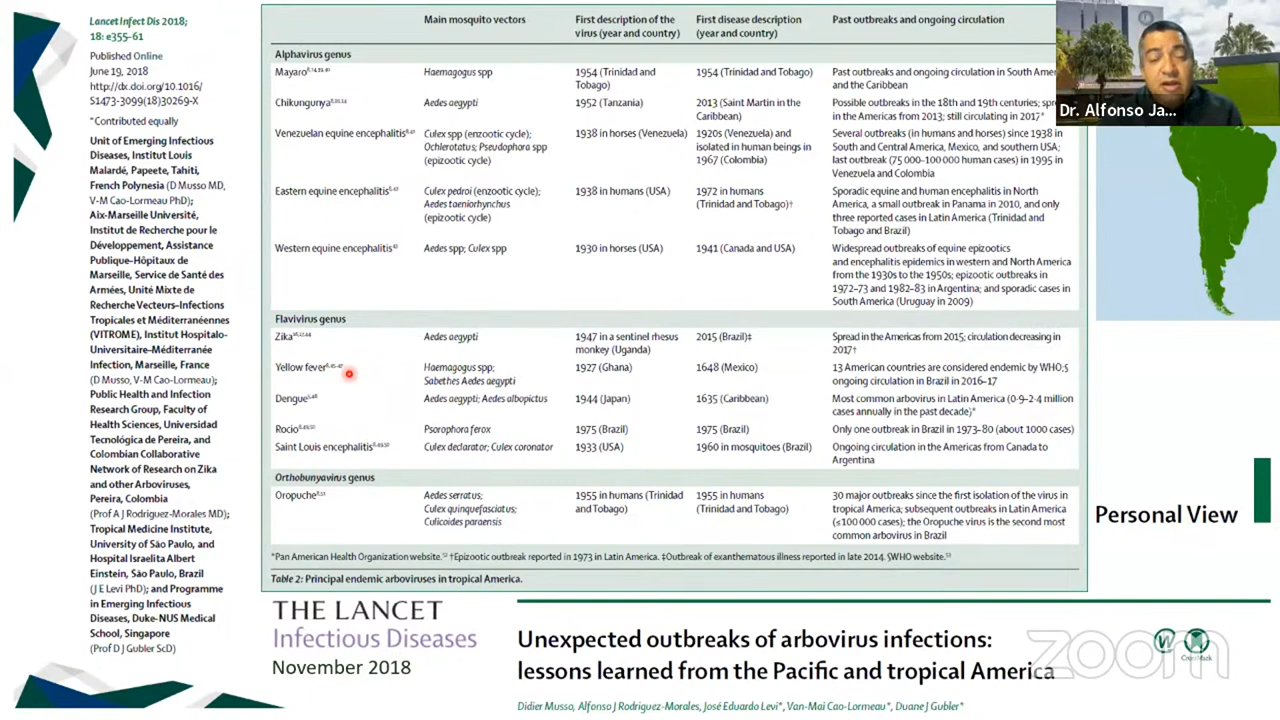 Lancet Infect Dis 2018;
18: e355–61
Published Online
June 19, 2018
http://dx.doi.org/10.1016/
S1473-3099(18)30269-X
*Contributed equally
Unit of Emerging Infectious
Diseases, Institut Louis
Malardé, Papeete, Tahiti,
French Polynesia (D Musso MD,
V-M Cao-Lormeau PhD);
Aix-Marseille Université,
Institut de Recherche pour le
Développement, Assistance
Publique–Hôpitaux de
Marseille, Service de Santé des
Armées, Unité Mixte de
Recherche Vecteurs–Infections
Tropicales et Méditerranéennes
(VITROME), Institut Hospitalo-
Universitaire–Méditerranée
Infection, Marseille, France
(D Musso, V-M Cao-Lormeau);
Public Health and Infection
Research Group, Faculty of
Health Sciences, Universidad
Tecnológica de Pereira, and
Colombian Collaborative
Network of Research on Zika
and other Arboviruses,
Pereira, Colombia
(Prof A J Rodriguez-Morales MD);
Tropical Medicine Institute,
University of São Paulo, and
Hospital Israelita Albert
Einstein, São Paulo, Brazil
(J E Levi PhD); and Programme
in Emerging Infectious
Diseases, Duke-NUS Medical
School, Singapore
(Prof D J Gubler ScD)
Main mosquito vectors
First description of the
virus (year and country)
First disease description
(year and country)
Past outbreaks and ongoing circulation
Alphavirus genus
Mayaro
Haemagogus spp
1954 (Trinidad and
Tobago)
1954 (Trinidad and Tobago)
Past outbreaks and ongoing circulation in South
and the Caribbean
Chikungunya
Aedes aegypti
1952 (Tanzania)
2013 (Saint Martin in the
Caribbean)
Possible outbreaks in the 18th and 19th centuries;
in the Americas from 2013; still circulating in 2017*
Venezuelan equine encephalitis
Culex spp (enzootic cycle);
Ochlerotatus; Pseudophora spp
(epizootic cycle)
1938 in horses (Venezuela)
1920s (Venezuela) and
isolated in human beings in
1967 (Colombia)
Several outbreaks (in humans and horses) since 1938 in
South and Central America, Mexico, and southern USA;
last outbreak (75 000–100 000 human cases) in 1995 in
Venezuela and Colombia
Eastern equine encephalitis
Culex pedroi (enzootic cycle);
Aedes taeniorhynchus
(epizootic cycle)
1938 in humans (USA)
1972 in humans
(Trinidad and Tobago)†
Sporadic equine and human encephalitis in North
America, a small outbreak in Panama in 2010, and only
three reported cases in Latin America (Trinidad and
Tobago and Brazil)
Western equine encephalitis
Aedes spp; Culex spp
1930 in horses (USA)
1941 (Canada and USA)
Widespread outbreaks of equine epizootics
and encephalitis epidemics in western and North America
from the 1930s to the 1950s; epizootic outbreaks in
1972–73 and 1982–83 in Argentina; and sporadic cases in
South America (Uruguay in 2009)
Flavivirus genus
Zika
Aedes aegypti
1947 in a sentinel rhesus
monkey (Uganda)
2015 (Brazil)‡
Spread in the Americas from 2015; circulation decreasing in
2017†
Yellow fever
Haemagogus spp;
Sabethes Aedes aegypti
1927 (Ghana)
1648 (Mexico)
13 American countries are considered endemic by WHO;§
ongoing circulation in Brazil in 2016–17
Dengue
Aedes aegypti; Aedes albopictus
1944 (Japan)
1635 (Caribbean)
Most common arbovirus in Latin America (0·9–2·4 million
cases annually in the past decade)*
Rocio
Psorophora ferox
1975 (Brazil)
1975 (Brazil)
Only one outbreak in Brazil in 1973–80 (about 1000 cases)
Saint Louis encephalitis
Culex declarator; Culex coronator
1933 (USA)
1960 in mosquitoes (Brazil)
Ongoing circulation in the Americas from Canada to
Argentina
Orthobunyavirus genus
Oropuche
Aedes serratus;
Culex quinquefasciatus;
Culicoides paraensis
1955 in humans (Trinidad
and Tobago)
1955 in humans
(Trinidad and Tobago)
30 major outbreaks since the first isolation of the virus in
tropical America; subsequent outbreaks in Latin America
(≤100 000 cases); the Oropuche virus is the second most
common arbovirus in Brazil
*Pan American Health Organization website. †Epizootic outbreak reported in 1973 in Latin America. ‡Outbreak of exanthematous illness reported in late 2014. §WHO website.
Table 2: Principal endemic arboviruses in tropical America.
Dr. Alfonso Ja...
Personal View
THE LANCET
Infectious Diseases
November 2018
Unexpected outbreaks of arbovirus infections:
lessons learned from the Pacific and tropical America
zoom
CrossMark
Didier Musso, Alfonso J Rodriguez-Morales, José Eduardo Levi*, Van-Mai Cao-Lormeau*, Duane J Gubler*